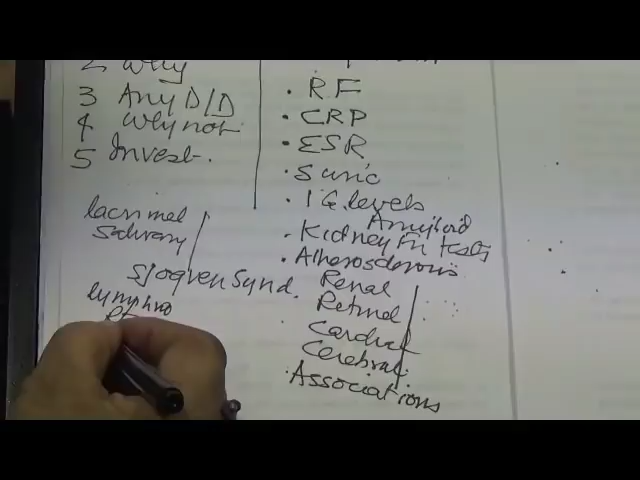 2 Why
3 Any D/D
4 Why not
5 Invest.
lacrimal
Salivary
Sjogren Synd.
lympho
RF
CRP
ESR
S uric
IG levels
Amyloid
Kidney fn tests
Atherosclerosis
Renal
Retinal
Cardiac
Cerebral
Associations